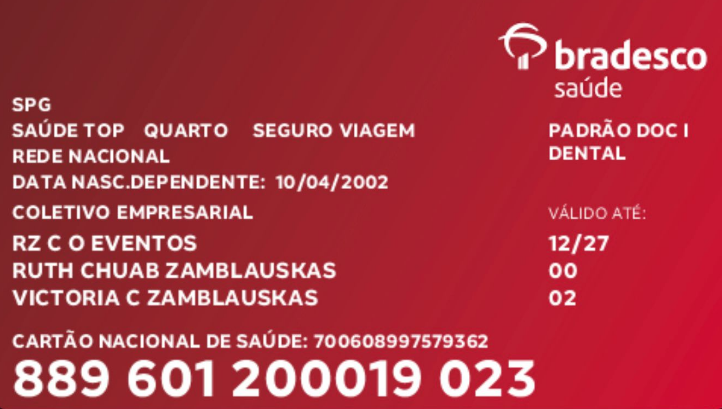 bradesco
saúde
SPG
SAÚDE TOP QUARTO SEGURO VIAGEM PADRÃO DOC I
REDE NACIONAL DENTAL
DATA NASC.DEPENDENTE: 10/04/2002
COLETIVO EMPRESARIAL VÁLIDO ATÉ:
RZ C O EVENTOS 12/27
RUTH CHUAB ZAMBLAUSKAS 00
VICTORIA C ZAMBLAUSKAS 02
CARTÃO NACIONAL DE SAÚDE: 700608997579362
889 601 200019 023